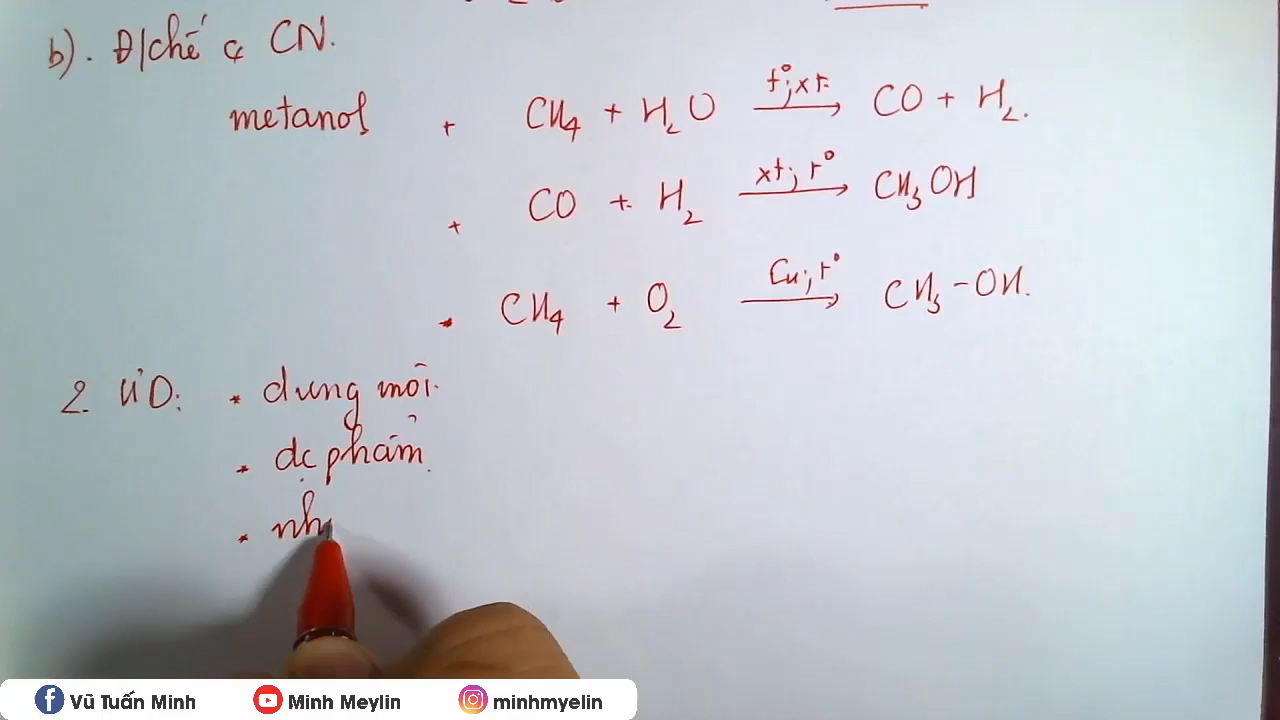 b). Đ/chế ¢ CN.
metanol + CH₄ + H₂O t°; xt → CO + H₂.
+ CO + H₂ xt; t° → CH₃OH
* CH₄ + O₂ Cu; t° → CH₃-OH.
2. ƯD: * dung môi.
* dc phẩm.
* nh
Vũ Tuấn Minh Minh Meylin minhmyelin